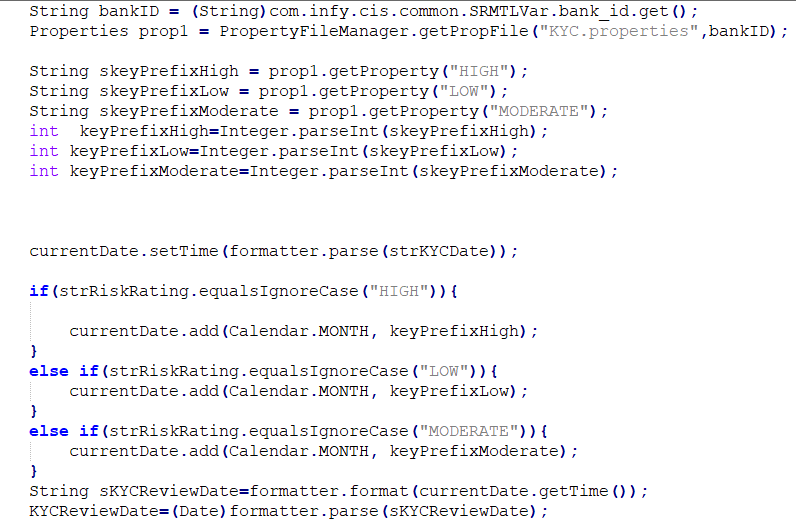 String bankID = (String)com.infy.cis.common.SRMTLVar.bank_id.get();
Properties prop1 = PropertyFileManager.getPropFile("KYC.properties",bankID);
String skeyPrefixHigh = prop1.getProperty("HIGH");
String skeyPrefixLow = prop1.getProperty("LOW");
String skeyPrefixModerate = prop1.getProperty("MODERATE");
int  keyPrefixHigh=Integer.parseInt(skeyPrefixHigh);
int keyPrefixLow=Integer.parseInt(skeyPrefixLow);
int keyPrefixModerate=Integer.parseInt(skeyPrefixModerate);
currentDate.setTime(formatter.parse(strKYCDate));
if(strRiskRating.equalsIgnoreCase("HIGH")){
    currentDate.add(Calendar.MONTH, keyPrefixHigh);
}
else if(strRiskRating.equalsIgnoreCase("LOW")){
    currentDate.add(Calendar.MONTH, keyPrefixLow);
}
else if(strRiskRating.equalsIgnoreCase("MODERATE")){
    currentDate.add(Calendar.MONTH, keyPrefixModerate);
}
String sKYCReviewDate=formatter.format(currentDate.getTime());
KYCReviewDate=(Date)formatter.parse(sKYCReviewDate);